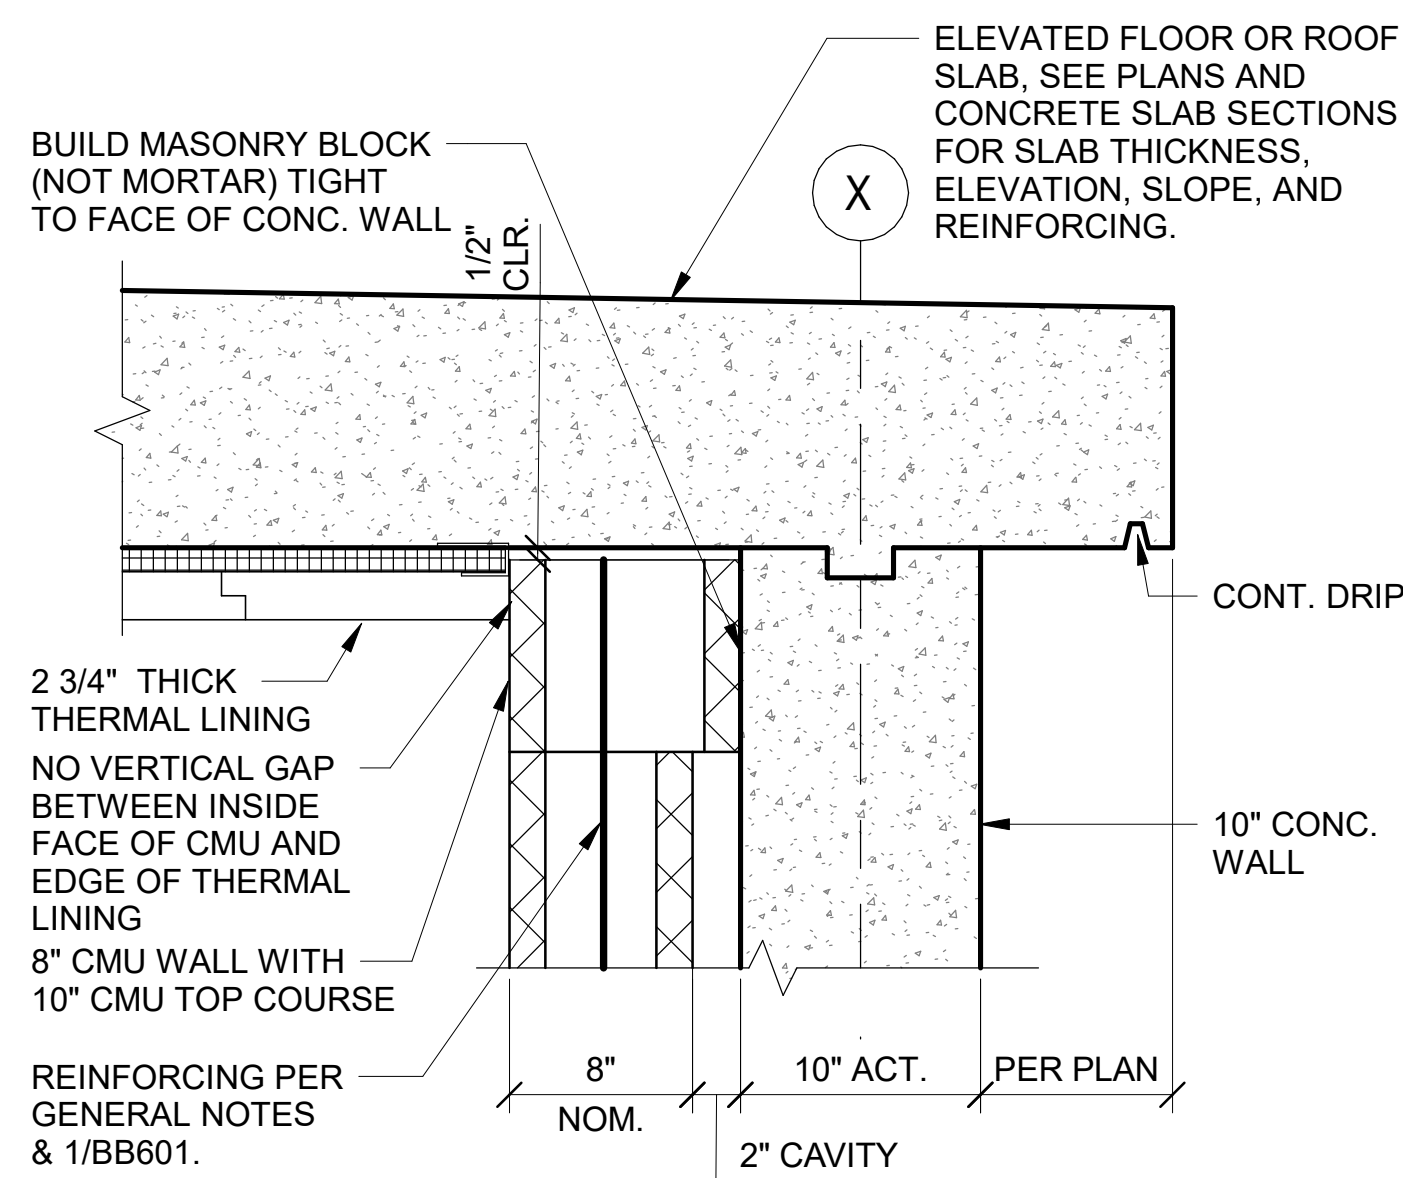 ELEVATED FLOOR OR ROOF
SLAB, SEE PLANS AND
CONCRETE SLAB SECTIONS
FOR SLAB THICKNESS,
ELEVATION, SLOPE, AND
REINFORCING.
BUILD MASONRY BLOCK
(NOT MORTAR) TIGHT
TO FACE OF CONC. WALL
1/2"
CLR.
X
CONT. DRIP
2 3/4" THICK
THERMAL LINING
NO VERTICAL GAP
BETWEEN INSIDE
FACE OF CMU AND
EDGE OF THERMAL
LINING
8" CMU WALL WITH
10" CMU TOP COURSE
REINFORCING PER
GENERAL NOTES
& 1/BB601.
10" CONC.
WALL
8"
NOM.
10" ACT.
PER PLAN
2" CAVITY